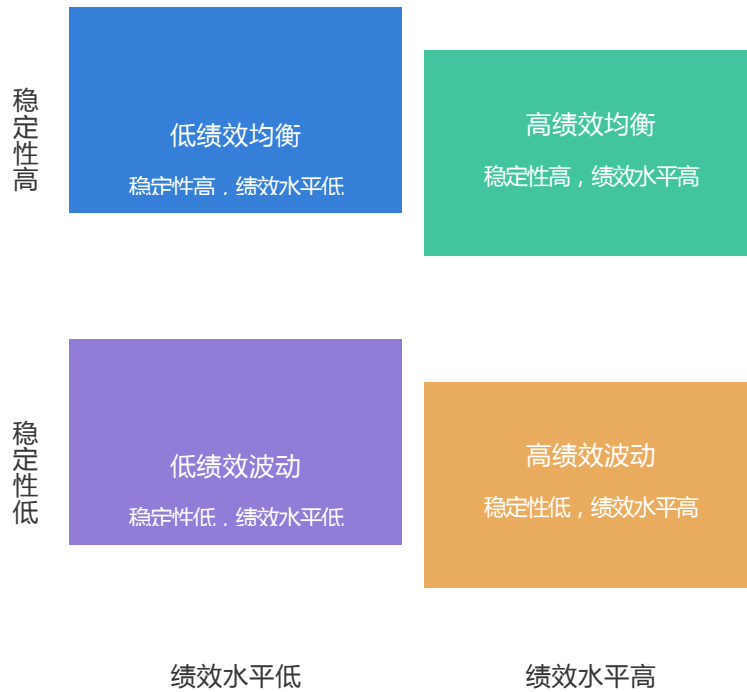 稳定性高
低绩效均衡
稳定性高，绩效水平低
高绩效均衡
稳定性高，绩效水平高
稳定性低
低绩效波动
稳定性低，绩效水平低
高绩效波动
稳定性低，绩效水平高
绩效水平低
绩效水平高